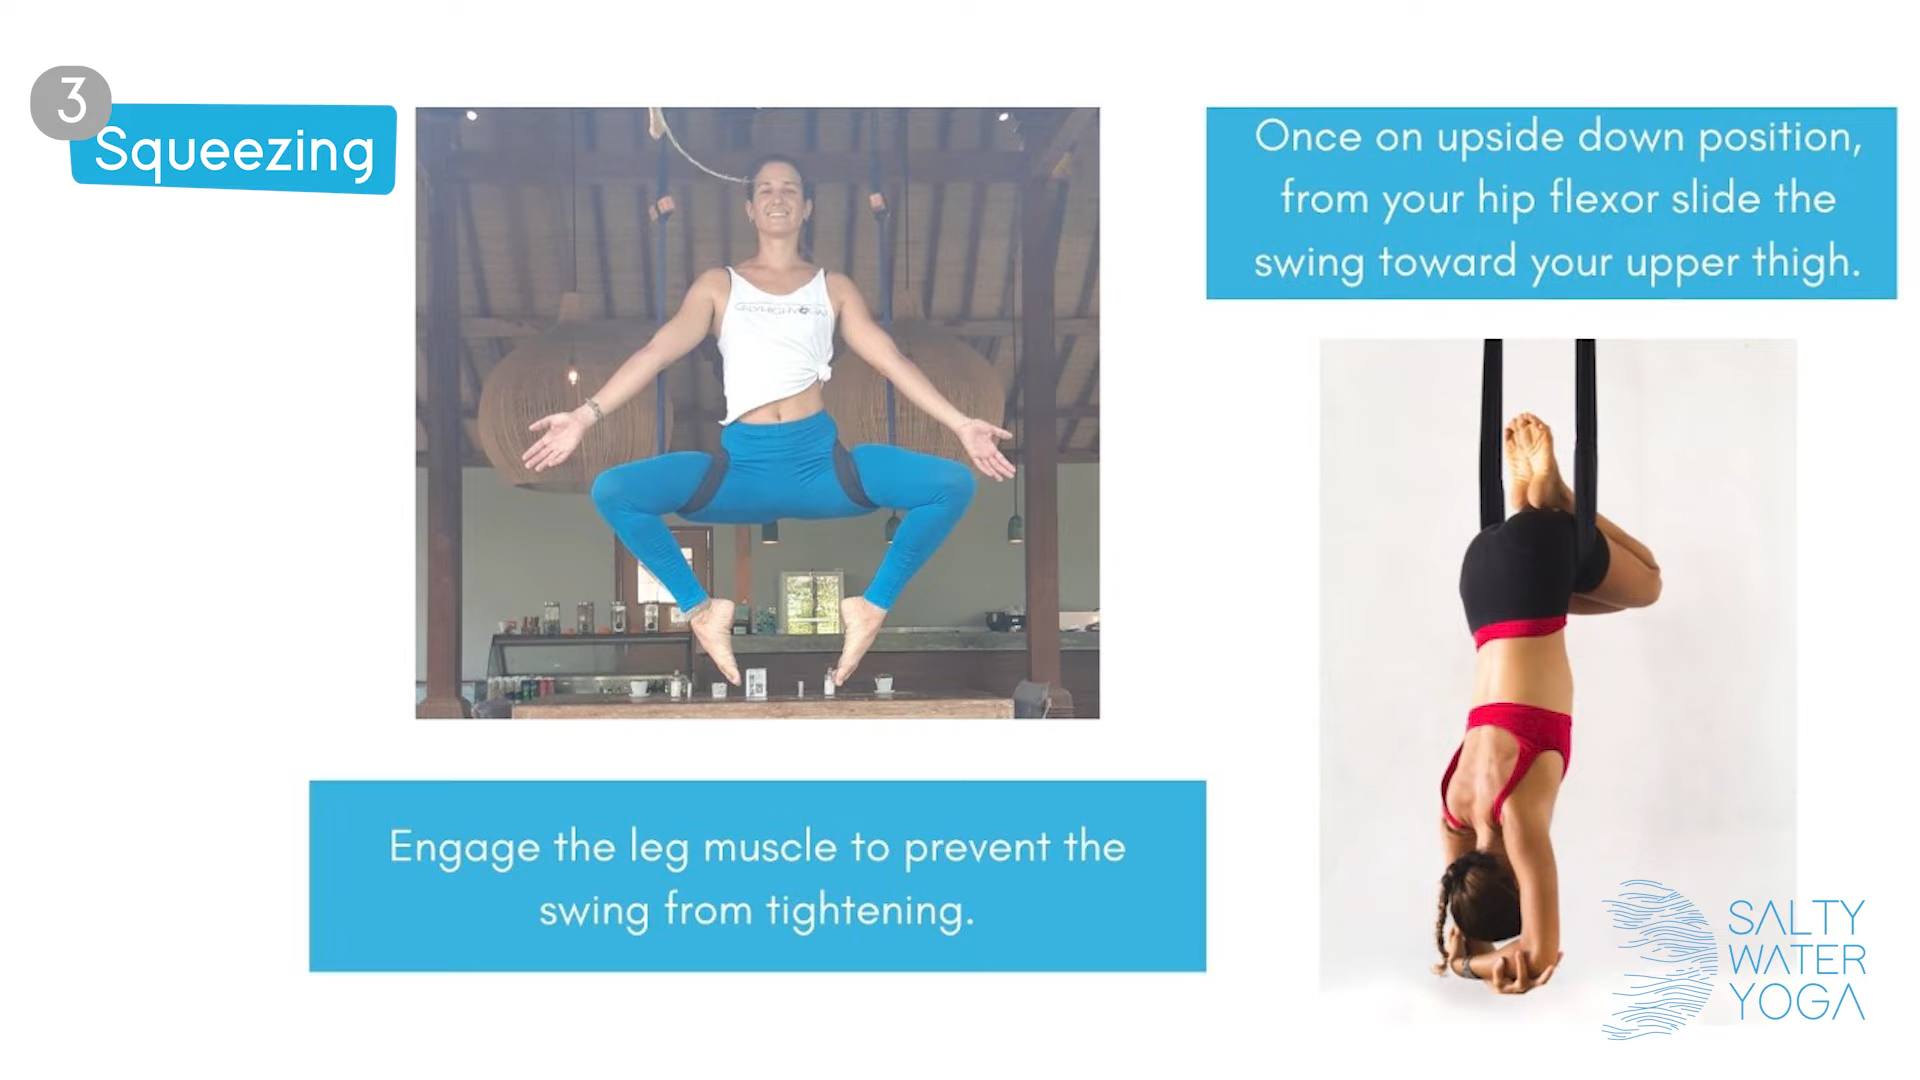 3
Squeezing
Once on upside down position,
from your hip flexor slide the
swing toward your upper thigh.
Engage the leg muscle to prevent the
swing from tightening.
SALTY
WATER
YOGA